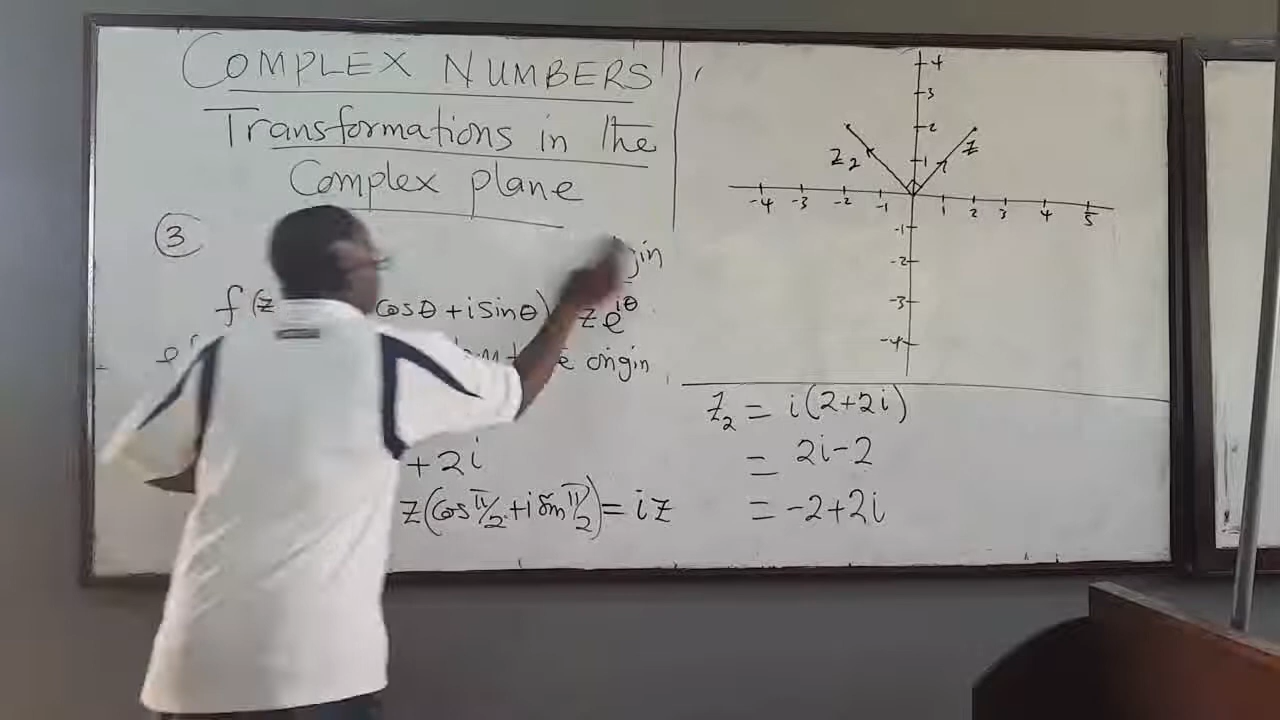 COMPLEX NUMBERS
Transformations in the
Complex plane
③
f(z cosθ + i sinθ) z e^{iθ}
origin
+ 2i
z(cos π/2 + i sin π/2) = iz
4
3
2
1
-4 -3 -2 -1 1 2 3 4 5
-1
-2
-3
-4
z₂ z
z₂ = i(2+2i)
= 2i-2
= -2+2i